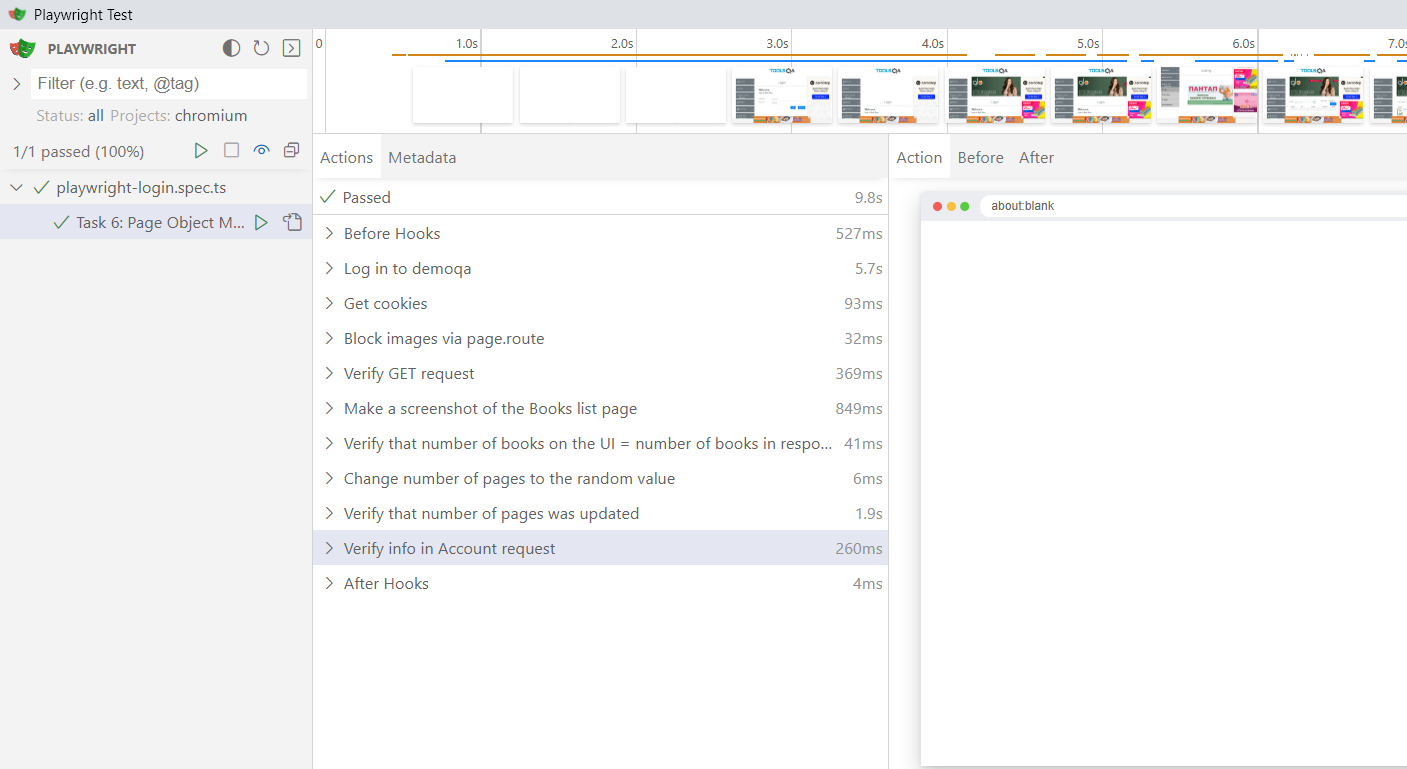 Playwright Test
PLAYWRIGHT
Filter (e.g. text, @tag)
Status: all Projects: chromium
1/1 passed (100%)
playwright-login.spec.ts
Task 6: Page Object M...
0 1.0s 2.0s 3.0s 4.0s 5.0s 6.0s 7.0s
TOOLSQA TOOLSQA TOOLSQA TOOLSQA TOOLSQA
ПАНТАП
Actions Metadata
Passed 9.8s
Before Hooks 527ms
Log in to demoqa 5.7s
Get cookies 93ms
Block images via page.route 32ms
Verify GET request 369ms
Make a screenshot of the Books list page 849ms
Verify that number of books on the UI = number of books in respo... 41ms
Change number of pages to the random value 6ms
Verify that number of pages was updated 1.9s
Verify info in Account request 260ms
After Hooks 4ms
Action Before After
about:blank